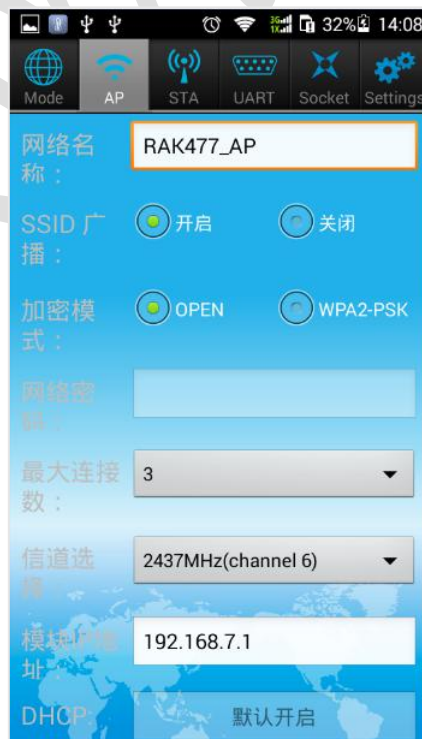 3G
1X
32%
14:08
Mode
AP
STA
UART
Socket
Settings
网络名
称：
RAK477_AP
SSID 广
播：
开启
关闭
加密模
式：
OPEN
WPA2-PSK
网络密
码：
最大连接
数：
3
信道选
择：
2437MHz(channel 6)
模块IP地
址：
192.168.7.1
DHCP:
默认开启